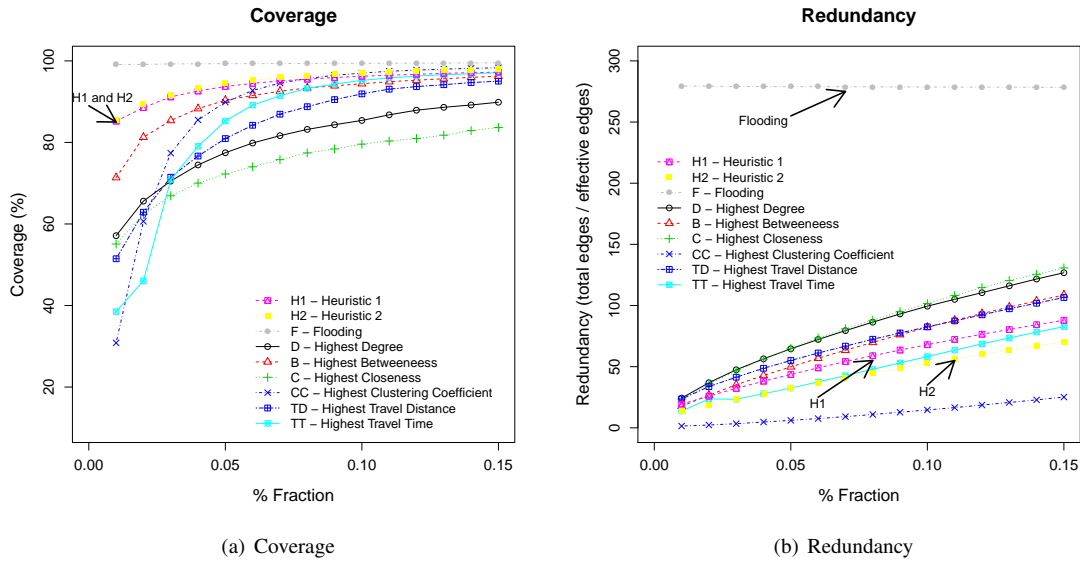 Coverage
Coverage (%)
100
80
60
40
20
H1 and H2
H1 – Heuristic 1
H2 – Heuristic 2
F – Flooding
D – Highest Degree
B – Highest Betweeneess
C – Highest Closeness
CC – Highest Clustering Coefficient
TD – Highest Travel Distance
TT – Highest Travel Time
0.00 0.05 0.10 0.15
% Fraction
(a) Coverage
Redundancy
Redundancy (total edges / effective edges)
300
250
200
150
100
50
0
Flooding
H1 – Heuristic 1
H2 – Heuristic 2
F – Flooding
D – Highest Degree
B – Highest Betweeneess
C – Highest Closeness
CC – Highest Clustering Coefficient
TD – Highest Travel Distance
TT – Highest Travel Time
H1
H2
0.00 0.05 0.10 0.15
% Fraction
(b) Redundancy